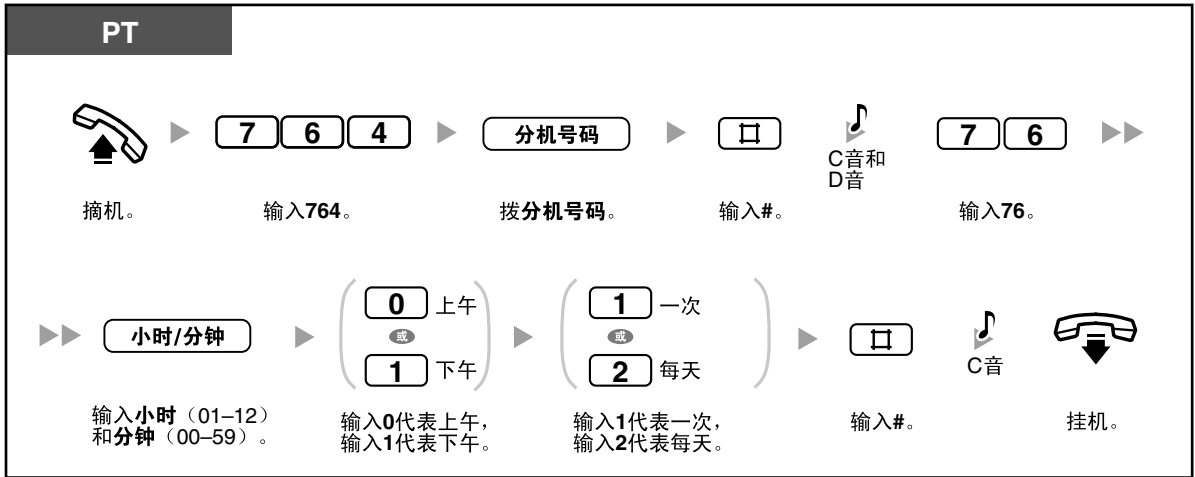 PT
7 6 4
分机号码
C音和
D音
7 6
摘机。
输入764。
拨分机号码。
输入#。
输入76。
小时/分钟
0 上午
或
1 下午
1 一次
或
2 每天
C音
输入小时（01–12）
和分钟（00–59）。
输入0代表上午，
输入1代表下午。
输入1代表一次，
输入2代表每天。
输入#。
挂机。